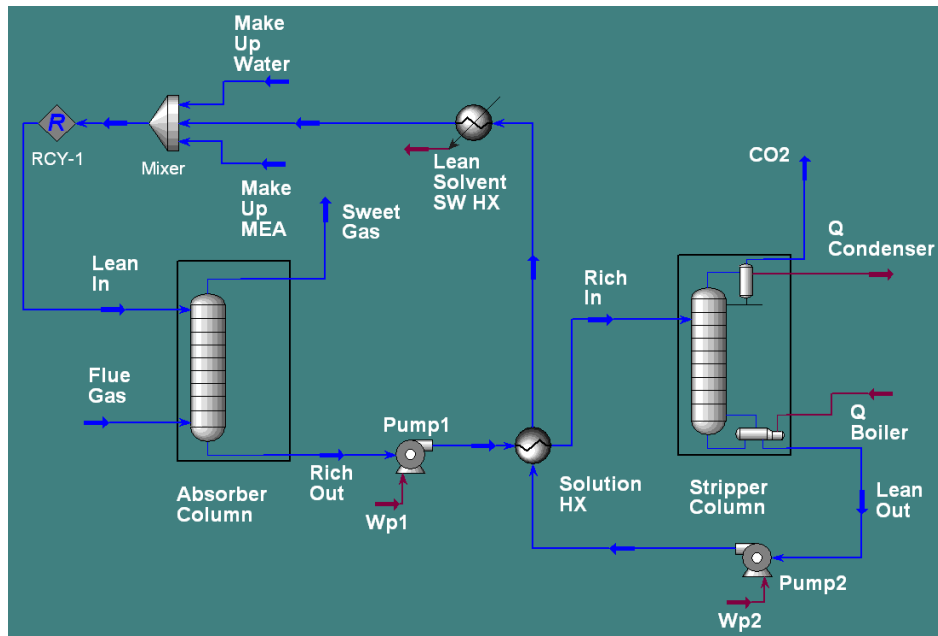 Make
Up
Water
R
RCY-1
Mixer
Make
Up
MEA
Lean
Solvent
SW HX
CO2
Sweet
Gas
Q
Condenser
Lean
In
Rich
In
Flue
Gas
Pump1
Q
Boiler
Rich
Out
Absorber
Column
Wp1
Solution
HX
Stripper
Column
Lean
Out
Pump2
Wp2